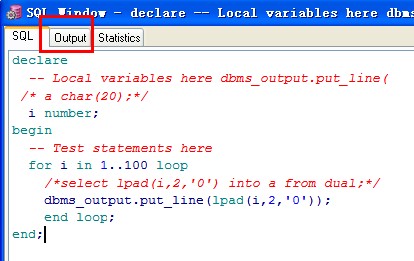 SQL Window - declare -- Local variables here dbms
SQL Output Statistics
declare
-- Local variables here dbms_output.put_line(
/* a char(20);*/
i number;
begin
-- Test statements here
for i in 1..100 loop
/*select lpad(i,2,'0') into a from dual;*/
dbms_output.put_line(lpad(i,2,'0'));
end loop;
end;